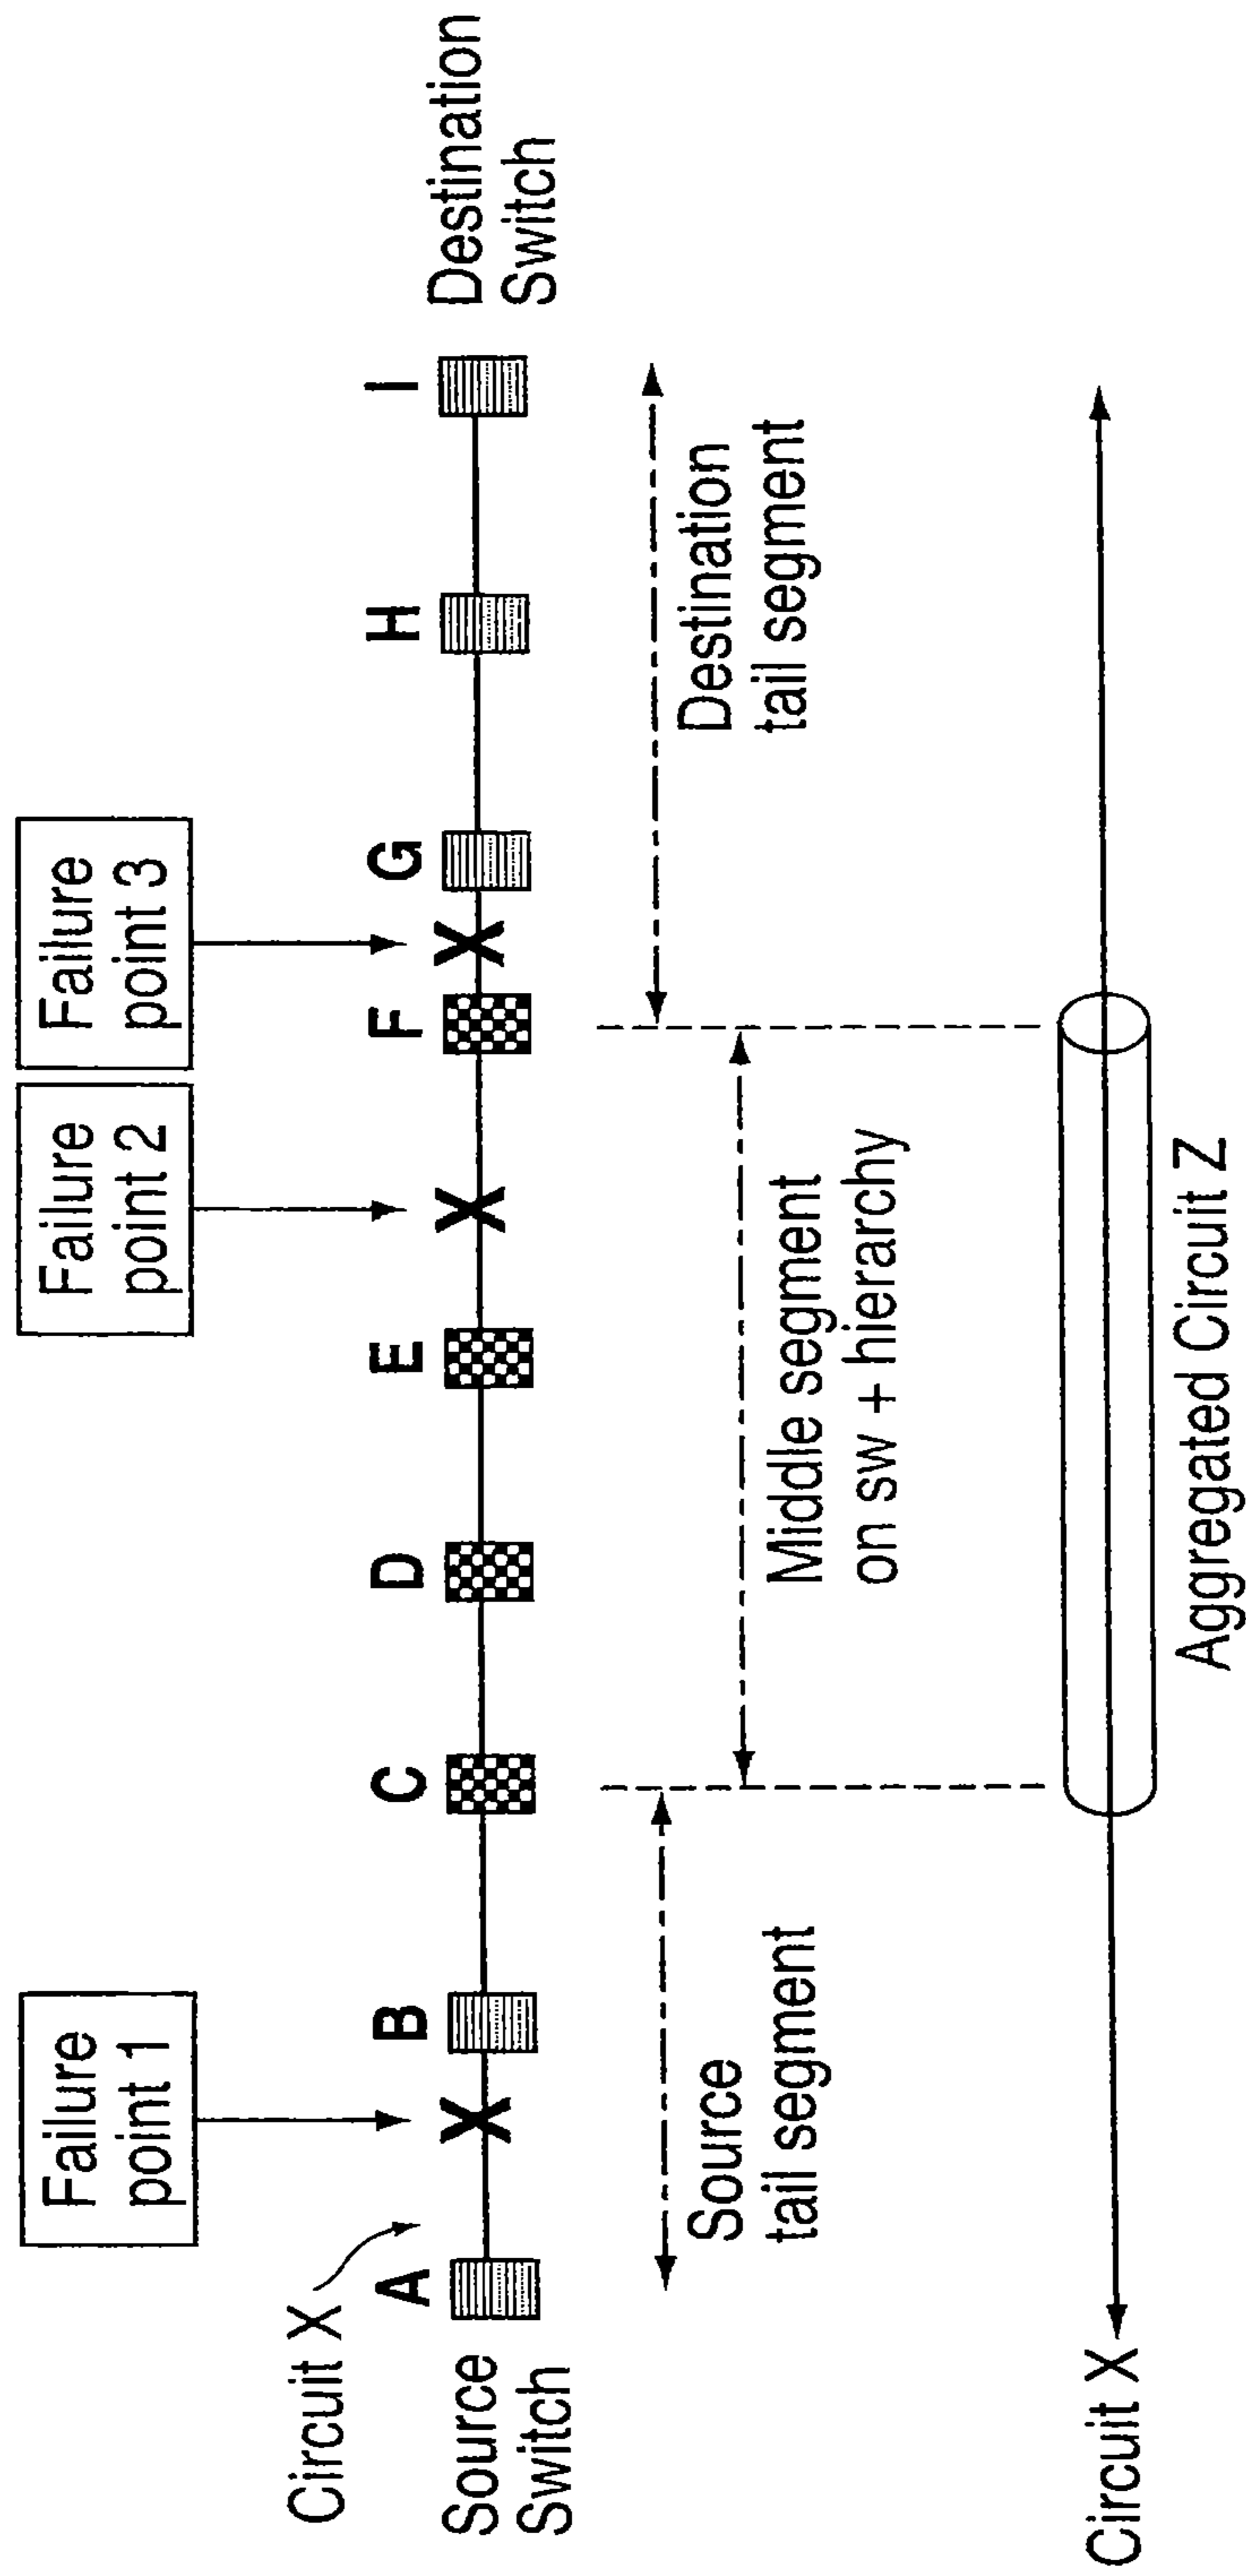 Failure
point 1
Failure
point 2
Failure
point 3
Circuit X
Source
Switch
A
B
C
D
E
F
G
H
I
Destination
Switch
X
X
X
Source
tail segment
Middle segment
on sw + hierarchy
Destination
tail segment
Circuit X
Aggregated Circuit Z